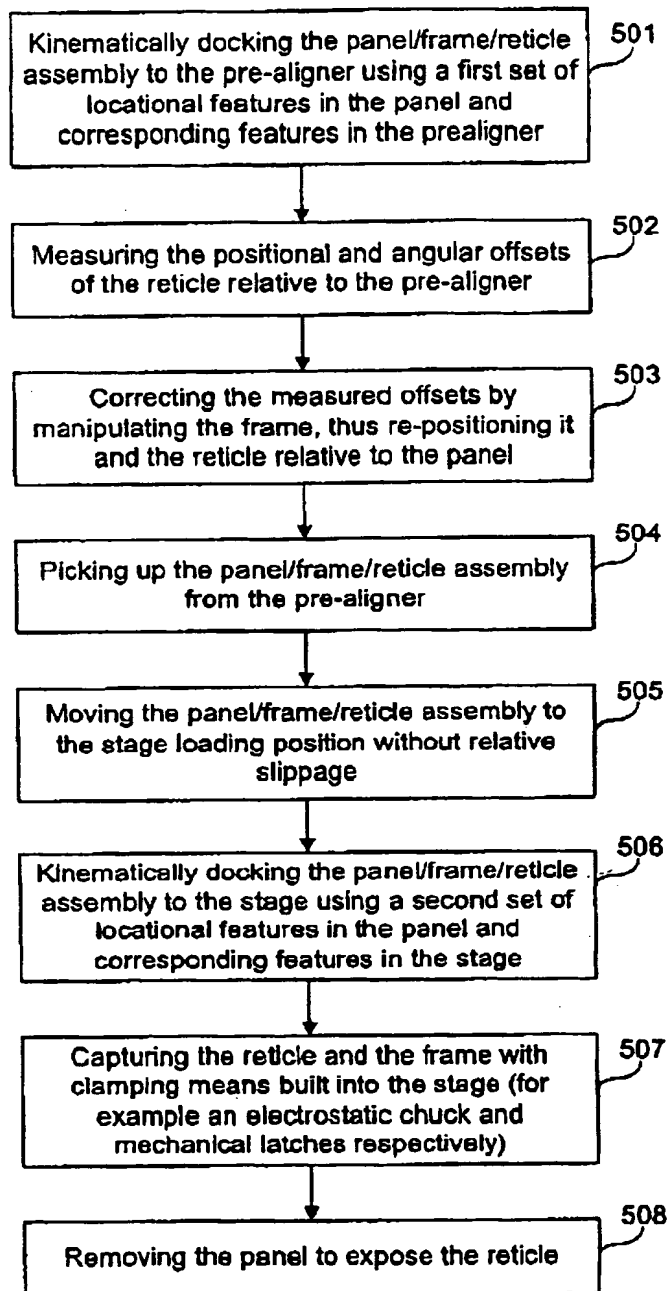 Kinematically docking the panel/frame/reticle
assembly to the pre-aligner using a first set of
locational features in the panel and
corresponding features in the prealigner
501
Measuring the positional and angular offsets
of the reticle relative to the pre-aligner
502
Correcting the measured offsets by
manipulating the frame, thus re-positioning it
and the reticle relative to the panel
503
Picking up the panel/frame/reticle assembly
from the pre-aligner
504
Moving the panel/frame/reticle assembly to
the stage loading position without relative
slippage
505
Kinematically docking the panel/frame/reticle
assembly to the stage using a second set of
locational features in the panel and
corresponding features in the stage
506
Capturing the reticle and the frame with
clamping means built into the stage (for
example an electrostatic chuck and
mechanical latches respectively)
507
Removing the panel to expose the reticle
508